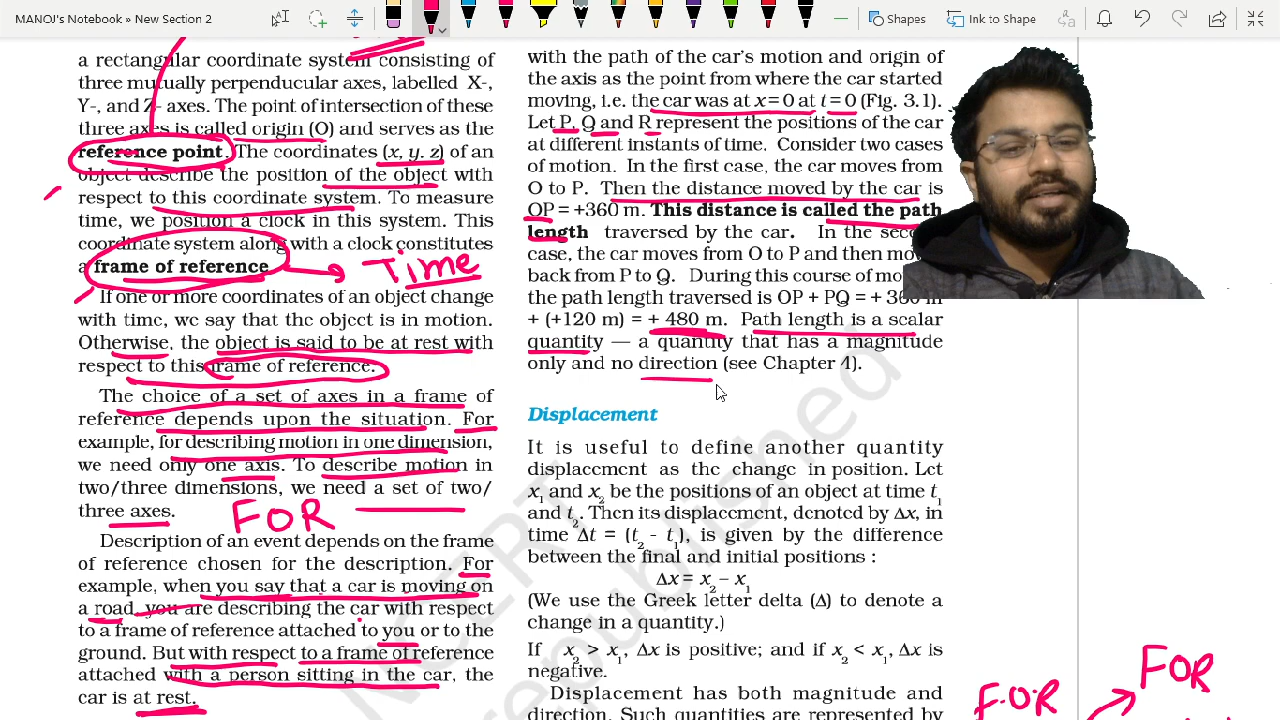 MANOJ's Notebook » New Section 2
Shapes
Ink to Shape
a rectangular coordinate system consisting of
three mutually perpenducular axes, labelled X-,
Y-, and Z- axes. The point of intersection of these
three axes is called origin (O) and serves as the
reference point. The coordinates (x, y. z) of an
object describe the position of the object with
respect to this coordinate system. To measure
time, we position a clock in this system. This
coordinate system along with a clock constitutes
a frame of reference
Time
If one or more coordinates of an object change
with time, we say that the object is in motion.
Otherwise, the object is said to be at rest with
respect to this frame of reference.
The choice of a set of axes in a frame of
reference depends upon the situation. For
example, for describing motion in one dimension,
we need only one axis. To describe motion in
two/three dimensions, we need a set of two/
three axes.
FOR
Description of an event depends on the frame
of reference chosen for the description. For
example, when you say that a car is moving on
a road, you are describing the car with respect
to a frame of reference attached to you or to the
ground. But with respect to a frame of reference
attached with a person sitting in the car, the
car is at rest.
with the path of the car's motion and origin of
the axis as the point from where the car started
moving, i.e. the car was at x = 0 at t = 0 (Fig. 3.1).
Let P, Q and R represent the positions of the car
at different instants of time. Consider two cases
of motion. In the first case, the car moves from
O to P. Then the distance moved by the car is
OP = +360 m. This distance is called the path
length traversed by the car. In the
case, the car moves from O to P and then
back from P to Q. During this course of
the path length traversed is OP + PQ = + 360 m
+ (+120 m) = + 480 m. Path length is a scalar
quantity — a quantity that has a magnitude
only and no direction (see Chapter 4).
Displacement
It is useful to define another quantity
displacement as the change in position. Let
x₁ and x₂ be the positions of an object at time t₁
and t₂. Then its displacement, denoted by Δx, in
time Δt = (t₂ - t₁), is given by the difference
between the final and initial positions :
Δx = x₂ – x₁
(We use the Greek letter delta (Δ) to denote a
change in a quantity.)
If x₂ > x₁, Δx is positive; and if x₂ < x₁, Δx is
negative.
Displacement has both magnitude and
direction. Such quantities are represented by
F.O.R
FOR